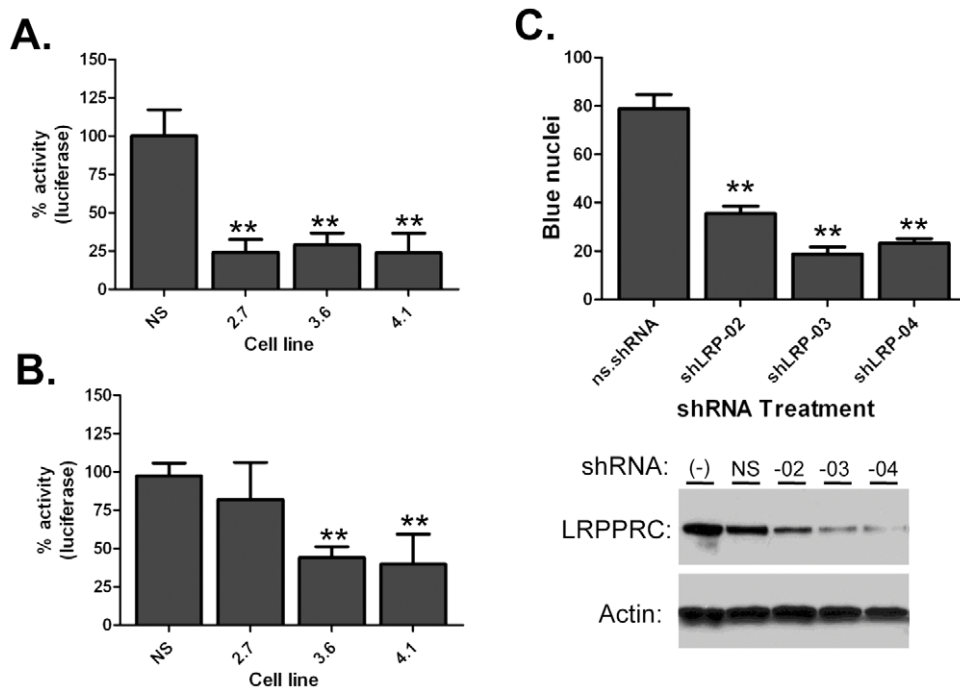 A.
150
125
100
75
50
25
0
% activity
(luciferase)
** ** **
NS 2.7 3.6 4.1
Cell line
B.
150
125
100
75
50
25
0
% activity
(luciferase)
** **
NS 2.7 3.6 4.1
Cell line
C.
100
80
60
40
20
0
Blue nuclei
** ** **
ns.shRNA shLRP-02 shLRP-03 shLRP-04
shRNA Treatment
shRNA: (-) NS -02 -03 -04
LRPPRC:
Actin: